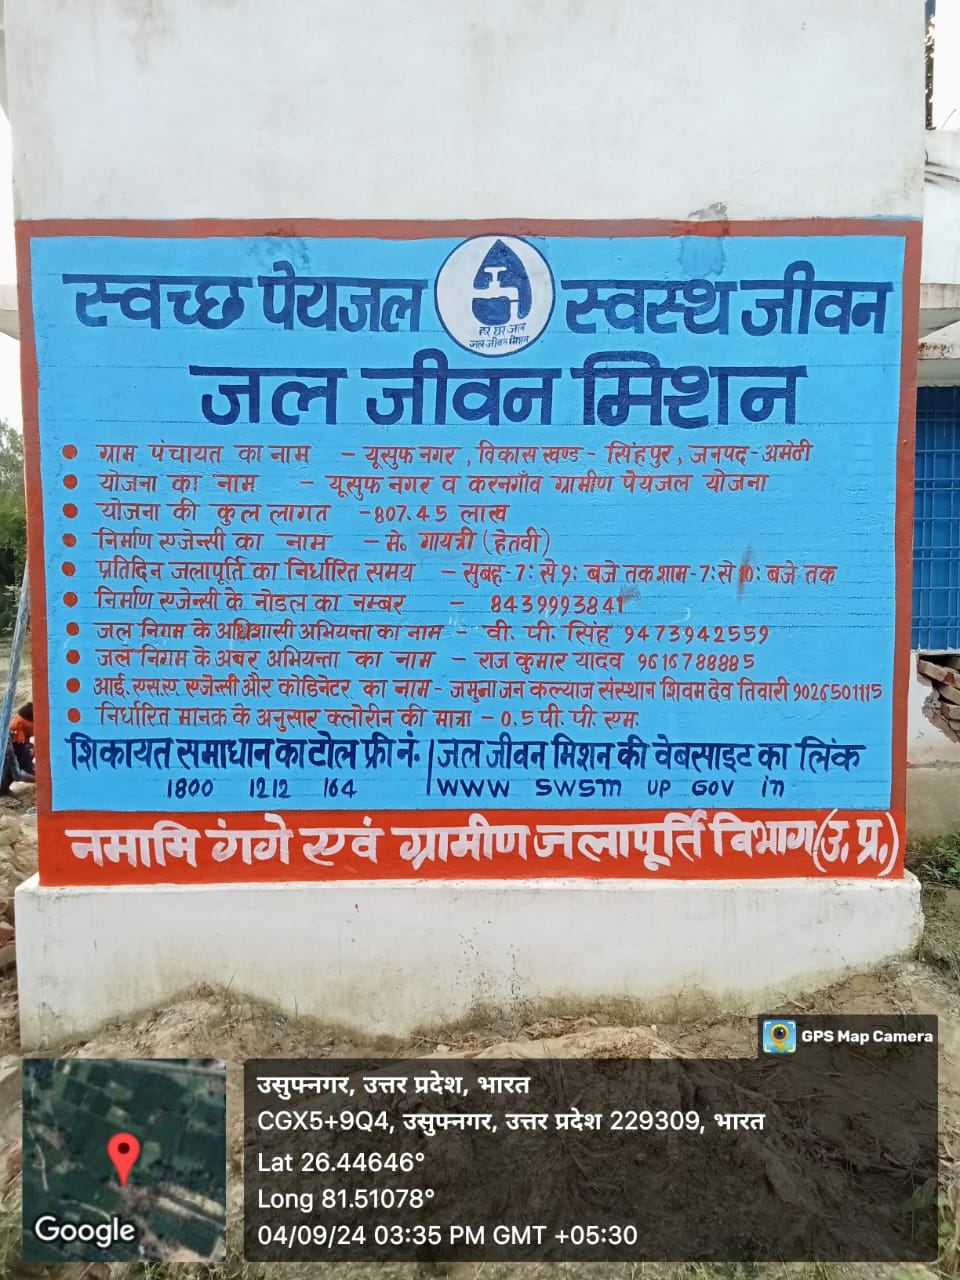 स्वच्छ पेयजल स्वस्थ जीवन
हर घर जल
जल जीवन मिशन
जल जीवन मिशन
• ग्राम पंचायत का नाम - यूसुफ नगर, विकास खण्ड - सिंहपुर, जनपद-अमेठी
• योजना का नाम - यूसुफ नगर व करनगाँव ग्रामीण पेयजल योजना
• योजना की कुल लागत -807.45 लाख
• निर्माण एजेन्सी का नाम - मे० गायत्री (हेतवी)
• प्रतिदिन जलापूर्ति का निर्धारित समय - सुबह-7: से 9: बजे तक शाम-7: से 10: बजे तक
• निर्माण एजेन्सी के नोडल का नम्बर - 8439993841
• जल निगम के अधिशासी अभियन्ता का नाम - वी. पी. सिंह 9473942559
• जल निगम के अबर अभियन्ता का नाम - राज कुमार यादव 9616788885
• आई.एस.ए. एजेन्सी और कोडिनेटर का नाम - जमुना जन कल्याज संस्थान शिवम देव तिवारी 9026501115
• निर्धारित मानक के अनुसार क्लोरीन की मात्रा - 0.5 पी. पी. एम.
शिकायत समाधान का टोल फ्री नं. | जल जीवन मिशन की वेबसाइट का लिंक
1800 1212 164 | WWW SWSM UP GOV in
नमामि गंगे एवं ग्रामीण जलापूर्ति विभाग (उ. प्र.)
GPS Map Camera
उसुफ्नगर, उत्तर प्रदेश, भारत
CGX5+9Q4, उसुफ्नगर, उत्तर प्रदेश 229309, भारत
Lat 26.44646°
Long 81.51078°
04/09/24 03:35 PM GMT +05:30
Google